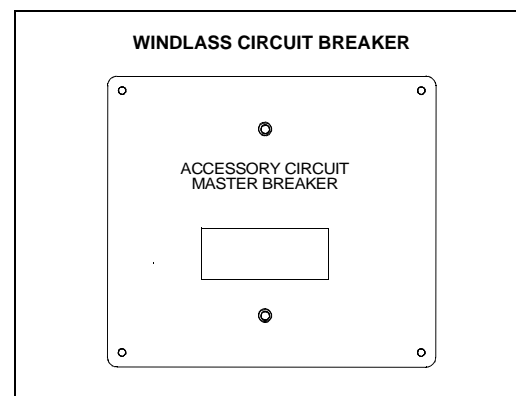 WINDLASS CIRCUIT BREAKER
ACCESSORY CIRCUIT
MASTER BREAKER